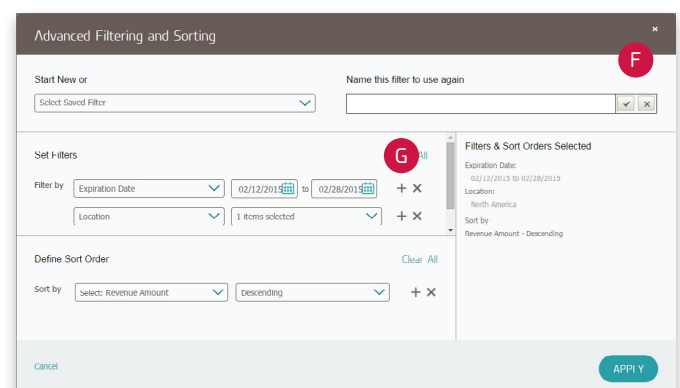 Advanced Filtering and Sorting ×
F
Start New or Name this filter to use again
Select Saved Filter
Set Filters G All Filters & Sort Orders Selected
Expiration Date:
02/12/2015 to 02/28/2015
Filter by Expiration Date 02/12/2015 to 02/28/2015 + ×
Location:
North America
Location 1 items selected + ×
Sort by
Revenue Amount - Descending
Define Sort Order Clear All
Sort by Select: Revenue Amount Descending + ×
Cancel APPLY